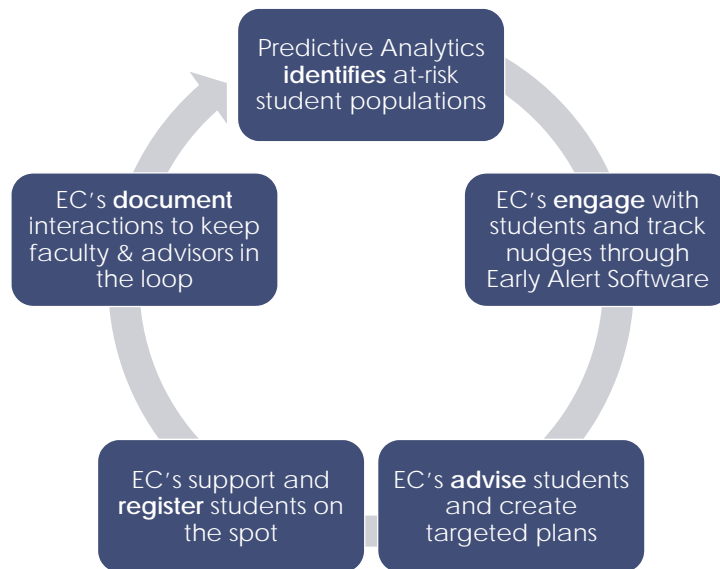 Predictive Analytics
identifies at-risk
student populations
EC's engage with
students and track
nudges through
Early Alert Software
EC's advise students
and create
targeted plans
EC's support and
register students on
the spot
EC's document
interactions to keep
faculty & advisors in
the loop